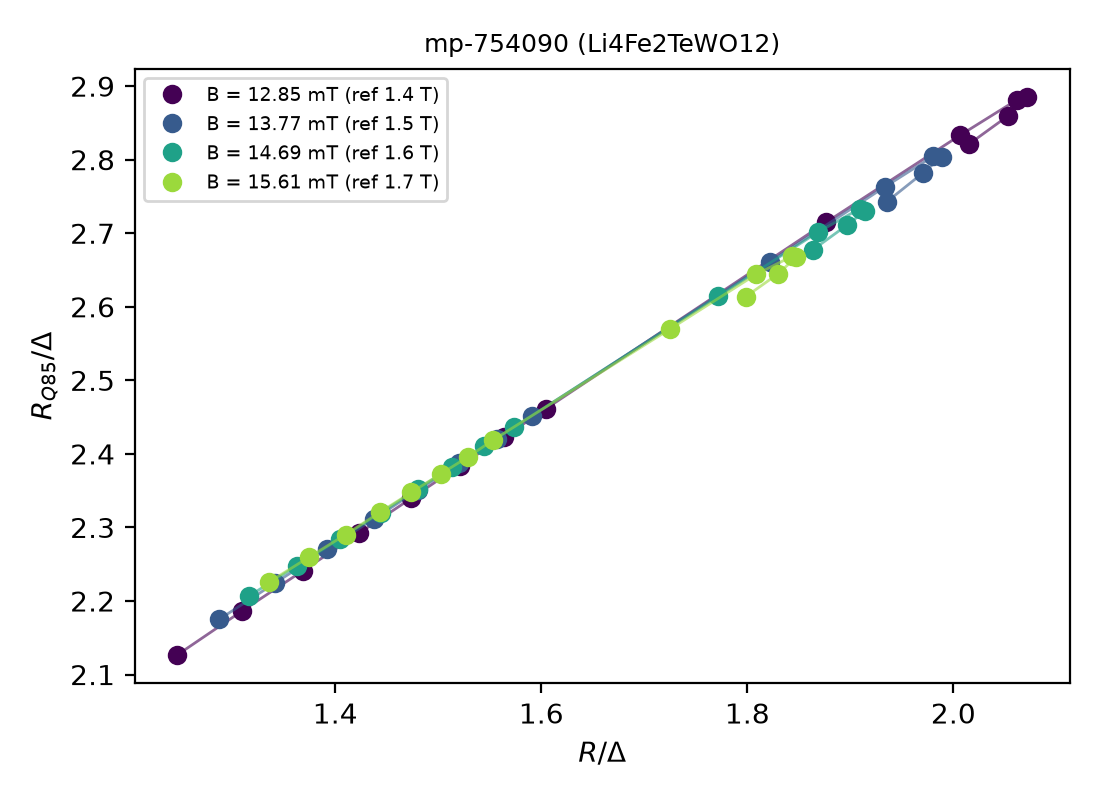 mp-754090 (Li4Fe2TeWO12)
B = 12.85 mT (ref 1.4 T)
B = 13.77 mT (ref 1.5 T)
B = 14.69 mT (ref 1.6 T)
B = 15.61 mT (ref 1.7 T)
2.9
2.8
2.7
2.6
2.5
2.4
2.3
2.2
2.1
R_{Q85}/Δ
1.4
1.6
1.8
2.0
R/Δ